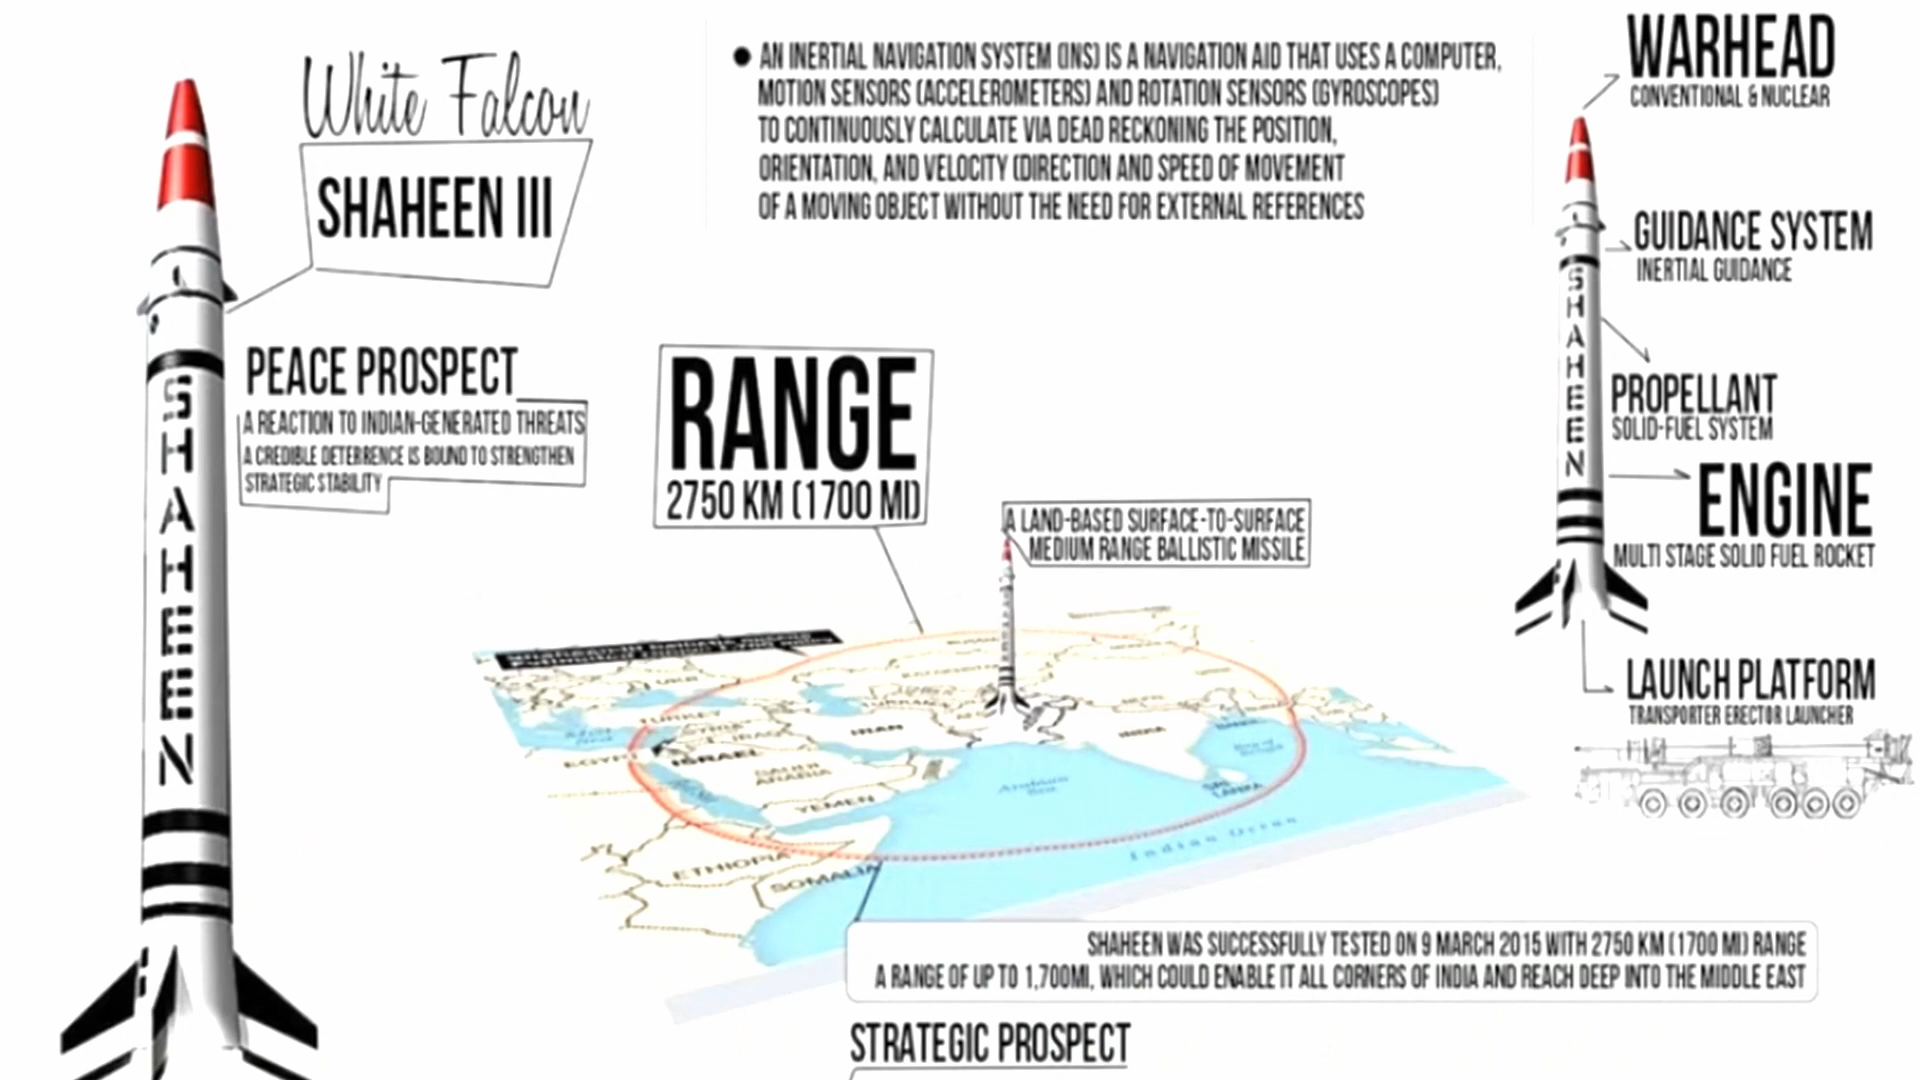 White Falcon
SHAHEEN III
PEACE PROSPECT
A REACTION TO INDIAN-GENERATED THREATS
A CREDIBLE DETERRENCE IS BOUND TO STRENGTHEN
STRATEGIC STABILITY
SHAHEEN
AN INERTIAL NAVIGATION SYSTEM (INS) IS A NAVIGATION AID THAT USES A COMPUTER,
MOTION SENSORS (ACCELEROMETERS) AND ROTATION SENSORS (GYROSCOPES)
TO CONTINUOUSLY CALCULATE VIA DEAD RECKONING THE POSITION,
ORIENTATION, AND VELOCITY (DIRECTION AND SPEED OF MOVEMENT
OF A MOVING OBJECT WITHOUT THE NEED FOR EXTERNAL REFERENCES
RANGE
2750 KM (1700 MI)
A LAND-BASED SURFACE-TO-SURFACE
MEDIUM RANGE BALLISTIC MISSILE
TURKEY
SYRIA
IRAQ
IRAN
INDIA
EGYPT
ISRAEL
SAUDI
ARABIA
YEMEN
Arabian
Sea
SRI
LANKA
ETHIOPIA
SOMALIA
Indian Ocean
WARHEAD
CONVENTIONAL & NUCLEAR
GUIDANCE SYSTEM
INERTIAL GUIDANCE
SHAHEEN
PROPELLANT
SOLID-FUEL SYSTEM
ENGINE
MULTI STAGE SOLID FUEL ROCKET
LAUNCH PLATFORM
TRANSPORTER ERECTOR LAUNCHER
SHAHEEN WAS SUCCESSFULLY TESTED ON 9 MARCH 2015 WITH 2750 KM (1700 MI) RANGE
A RANGE OF UP TO 1,700MI, WHICH COULD ENABLE IT ALL CORNERS OF INDIA AND REACH DEEP INTO THE MIDDLE EAST
STRATEGIC PROSPECT